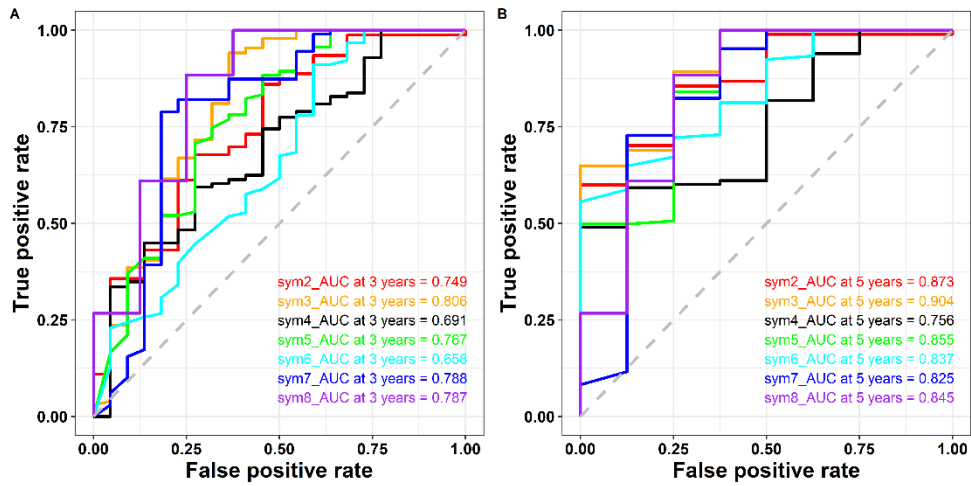 A
True positive rate
1.00
0.75
0.50
0.25
0.00
sym2_AUC at 3 years = 0.749
sym3_AUC at 3 years = 0.806
sym4_AUC at 3 years = 0.691
sym5_AUC at 3 years = 0.767
sym6_AUC at 3 years = 0.658
sym7_AUC at 3 years = 0.788
sym8_AUC at 3 years = 0.787
0.00 0.25 0.50 0.75 1.00
False positive rate
B
True positive rate
1.00
0.75
0.50
0.25
0.00
sym2_AUC at 5 years = 0.873
sym3_AUC at 5 years = 0.904
sym4_AUC at 5 years = 0.756
sym5_AUC at 5 years = 0.855
sym6_AUC at 5 years = 0.837
sym7_AUC at 5 years = 0.825
sym8_AUC at 5 years = 0.845
0.00 0.25 0.50 0.75 1.00
False positive rate